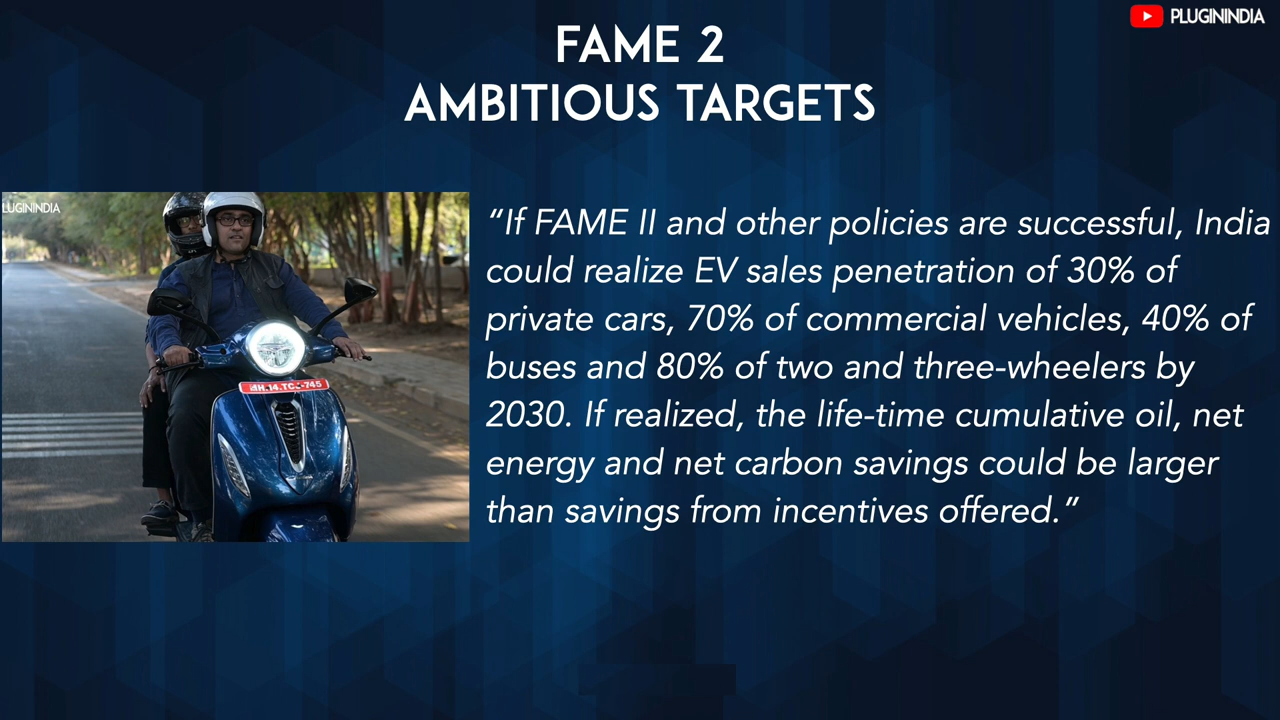 PLUGININDIA
FAME 2
AMBITIOUS TARGETS
LUGININDIA
“If FAME II and other policies are successful, India
could realize EV sales penetration of 30% of
private cars, 70% of commercial vehicles, 40% of
buses and 80% of two and three-wheelers by
2030. If realized, the life-time cumulative oil, net
energy and net carbon savings could be larger
than savings from incentives offered.”